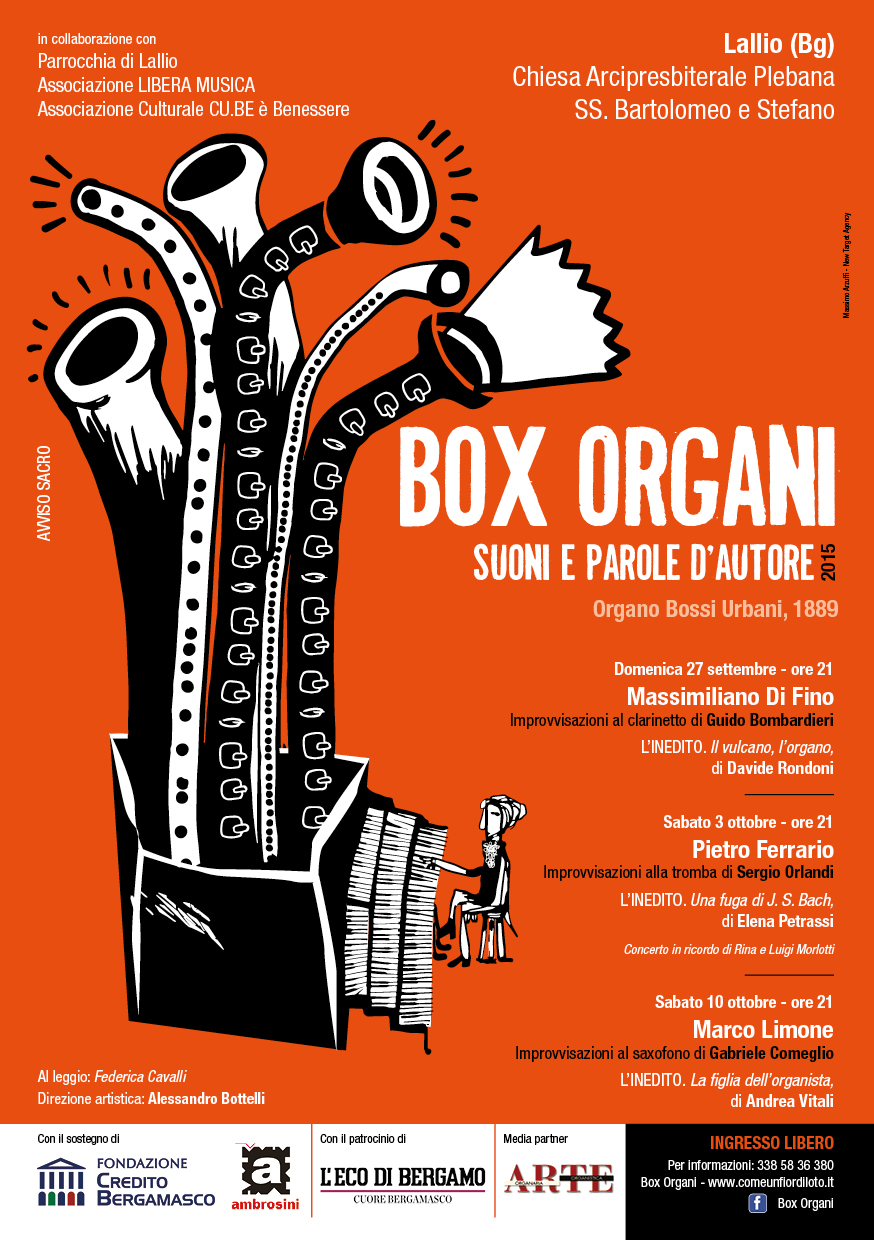 in collaborazione con
Parrocchia di Lallio
Associazione LIBERA MUSICA
Associazione Culturale CU.BE è Benessere
Lallio (Bg)
Chiesa Arcipresbiterale Plebana
SS. Bartolomeo e Stefano
Massimo Arzuffi - New Target Agency
AVVISO SACRO
BOX ORGANI
SUONI E PAROLE D'AUTORE 2015
Organo Bossi Urbani, 1889
Domenica 27 settembre - ore 21
Massimiliano Di Fino
Improvvisazioni al clarinetto di Guido Bombardieri
L'INEDITO. Il vulcano, l'organo,
di Davide Rondoni
Sabato 3 ottobre - ore 21
Pietro Ferrario
Improvvisazioni alla tromba di Sergio Orlandi
L'INEDITO. Una fuga di J. S. Bach,
di Elena Petrassi
Concerto in ricordo di Rina e Luigi Morlotti
Sabato 10 ottobre - ore 21
Marco Limone
Improvvisazioni al saxofono di Gabriele Comeglio
L'INEDITO. La figlia dell'organista,
di Andrea Vitali
Al leggio: Federica Cavalli
Direzione artistica: Alessandro Bottelli
Con il sostegno di
FONDAZIONE
CREDITO
BERGAMASCO
a
ambrosini
Con il patrocinio di
L'ECO DI BERGAMO
CUORE BERGAMASCO
Media partner
ARTE
ORGANARIA ORGANISTICA
INGRESSO LIBERO
Per informazioni: 338 58 36 380
Box Organi - www.comeunfiordiloto.it
f Box Organi